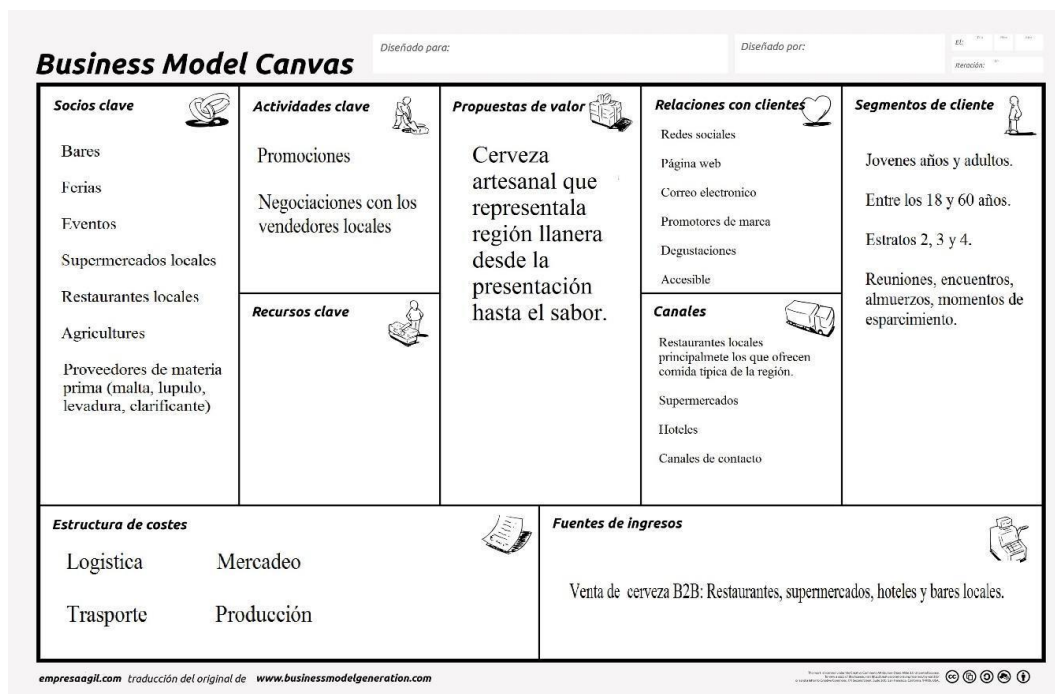 Business Model Canvas
Diseñado para:
Diseñado por:
El:
Iteración:
Socios clave
Bares
Ferias
Eventos
Supermercados locales
Restaurantes locales
Agricultures
Proveedores de materia
prima (malta, lupulo,
levadura, clarificante)
Actividades clave
Promociones
Negociaciones con los
vendedores locales
Recursos clave
Propuestas de valor
Cerveza
artesanal que
representala
región llanera
desde la
presentación
hasta el sabor.
Relaciones con clientes
Redes sociales
Página web
Correo electronico
Promotores de marca
Degustaciones
Accesible
Canales
Restaurantes locales
principalmete los que ofrecen
comida típica de la región.
Supermercados
Hoteles
Canales de contacto
Segmentos de cliente
Jovenes años y adultos.
Entre los 18 y 60 años.
Estratos 2, 3 y 4.
Reuniones, encuentros,
almuerzos, momentos de
esparcimiento.
Estructura de costes
Logistica
Mercadeo
Trasporte
Producción
Fuentes de ingresos
Venta de cerveza B2B: Restaurantes, supermercados, hoteles y bares locales.
empresaagil.com traducción del original de www.businessmodelgeneration.com